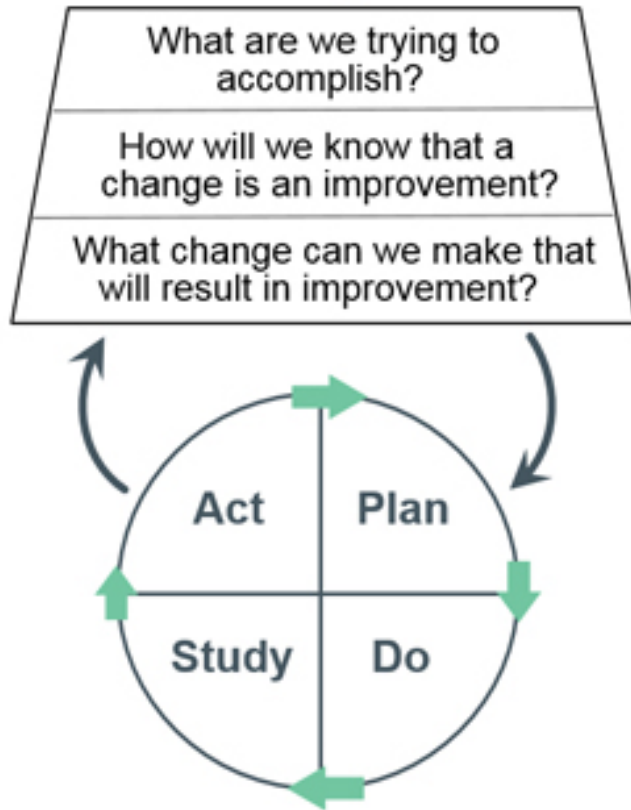 What are we trying to
accomplish?
How will we know that a
change is an improvement?
What change can we make that
will result in improvement?
Act
Plan
Study
Do